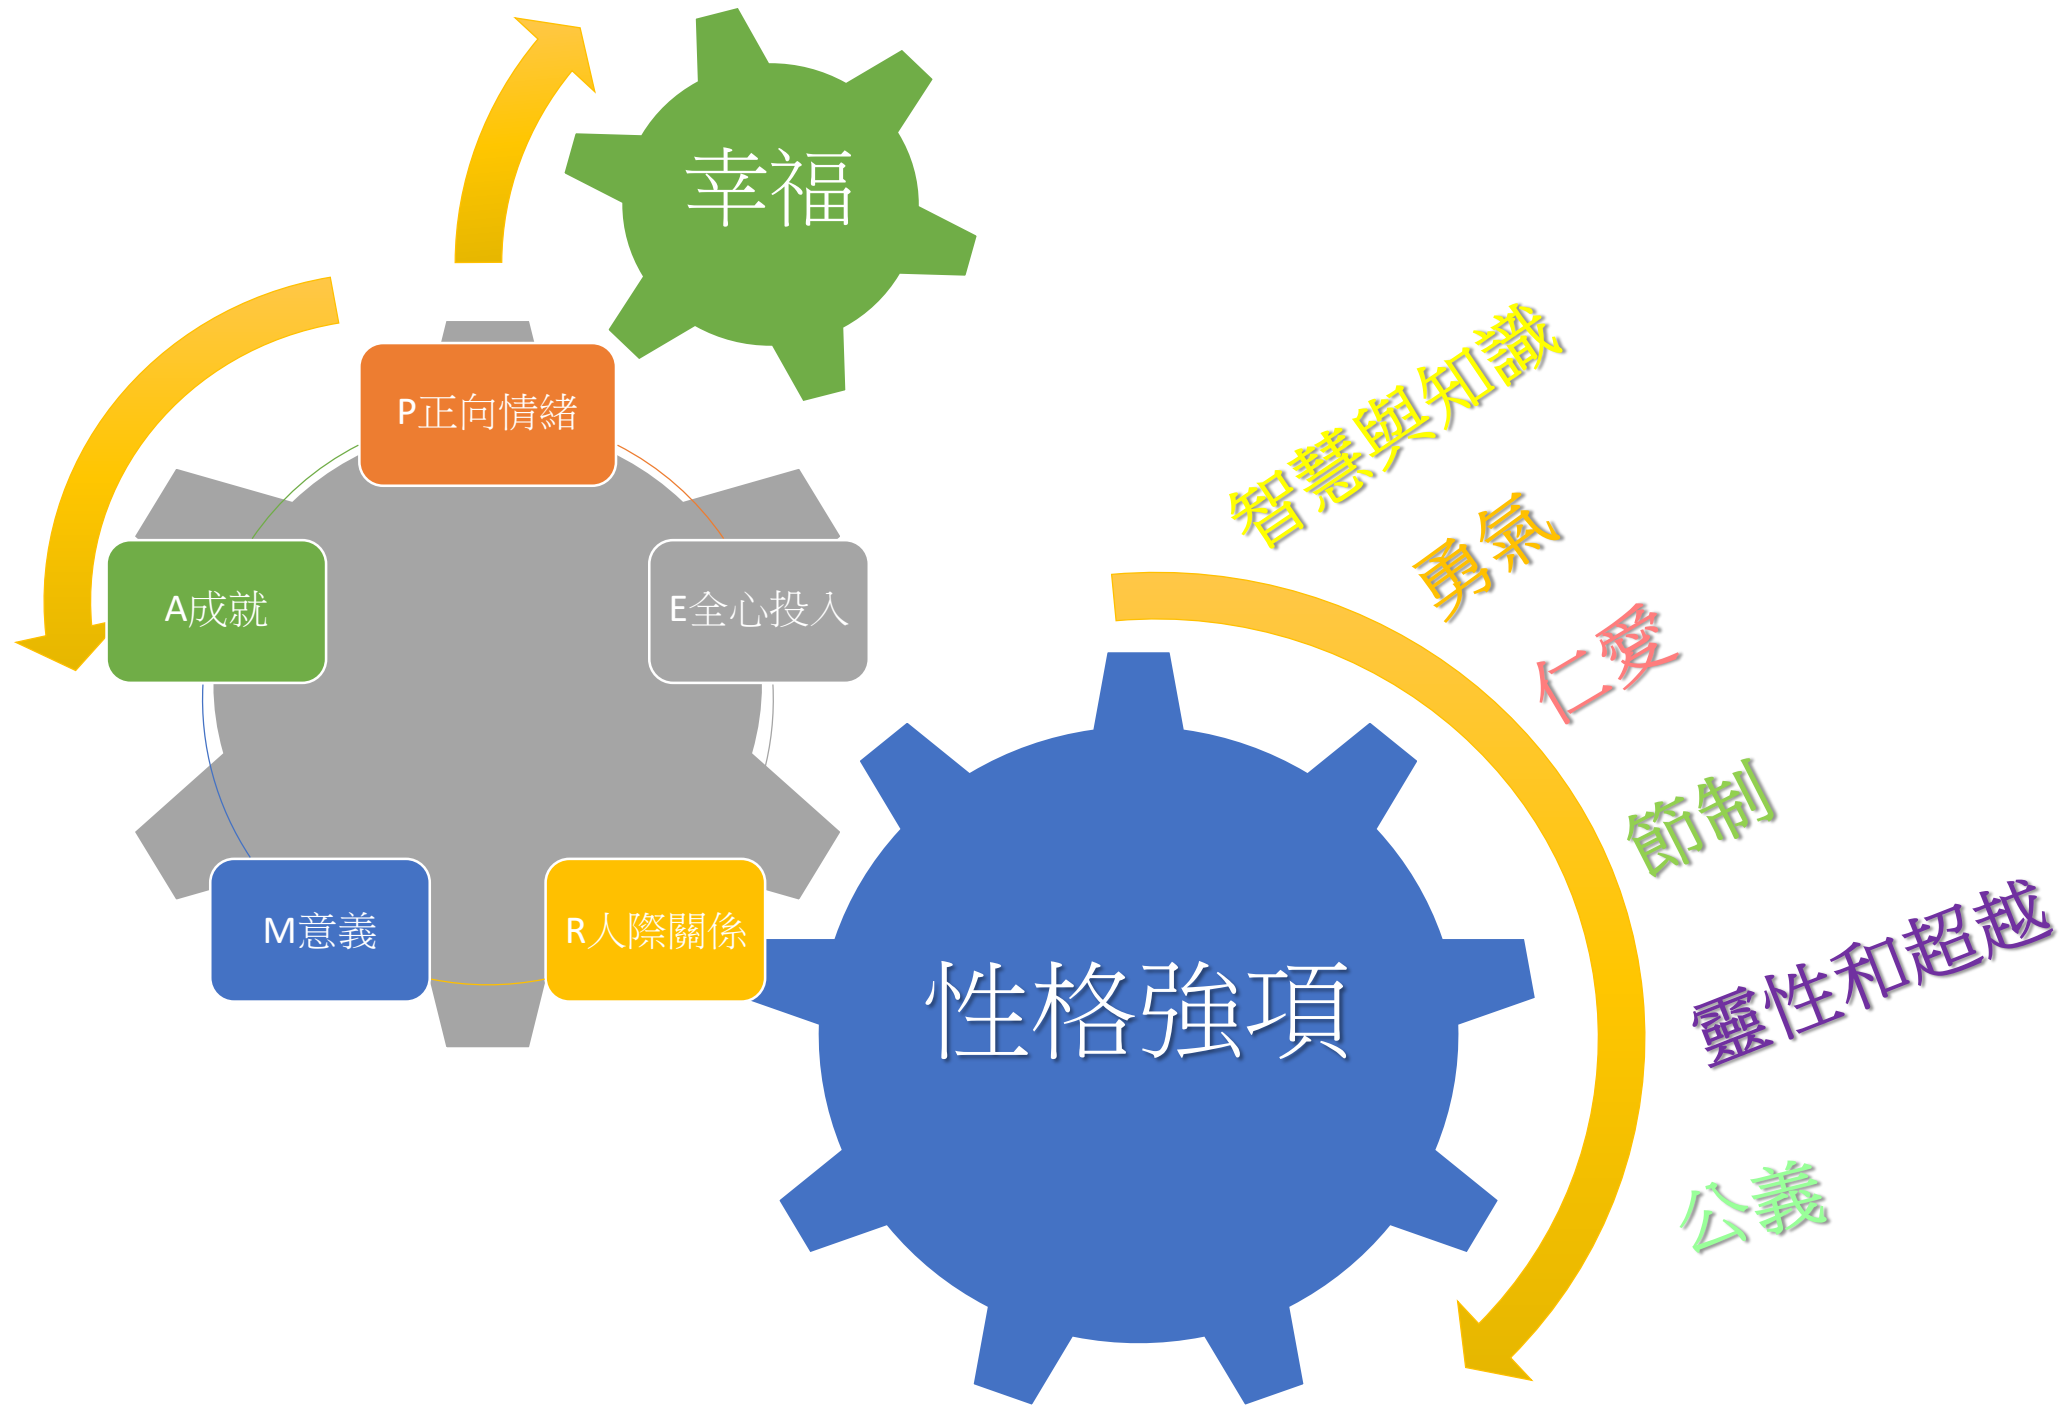 幸福
P正向情緒
A成就
E全心投入
M意義
R人際關係
性格強項
智慧與知識
勇氣
仁愛
節制
靈性和超越
公義